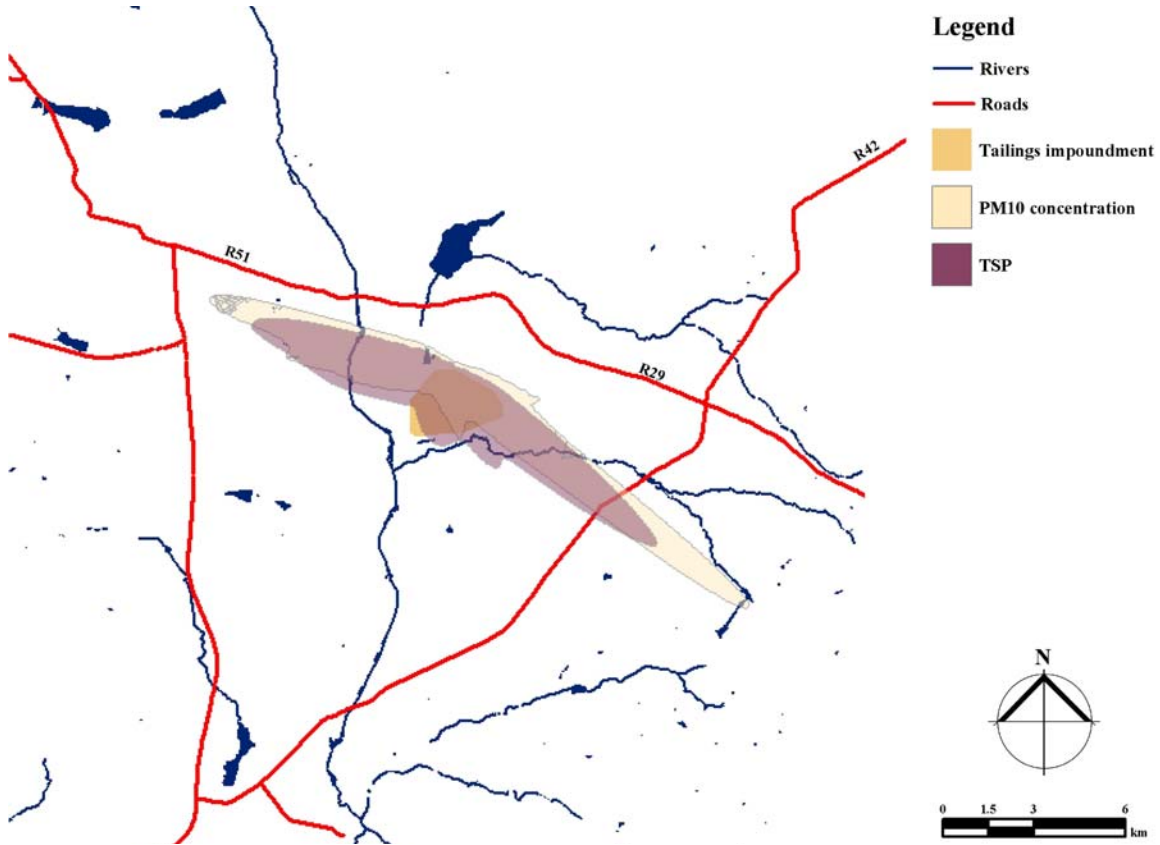 Legend
Rivers
Roads
Tailings impoundment
PM10 concentration
TSP
R42
R51
R29
N
0 1.5 3 6
km